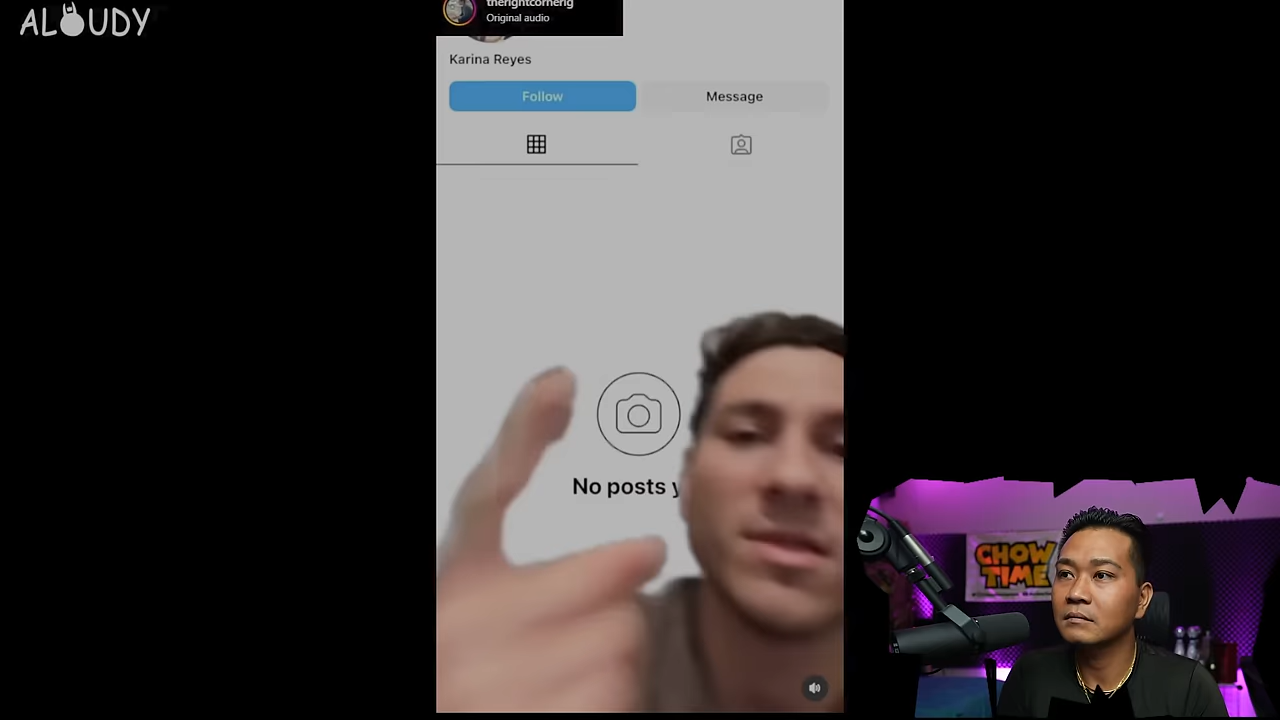 ALOUDY
therightcornerig
Original audio
Karina Reyes
Follow
Message
No posts
CHOW
TIME